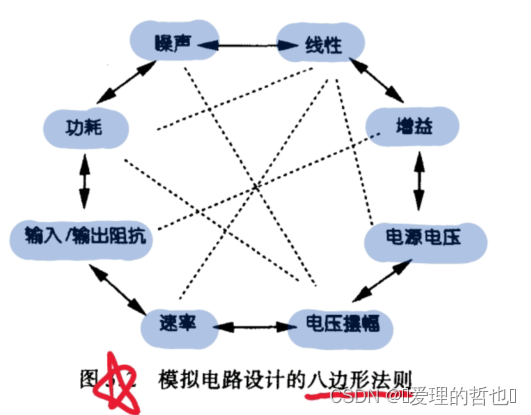 噪声
线性
功耗
增益
输入/输出阻抗
电源电压
速率
电压摆幅
图 模拟电路设计的八边形法则
CSDN @爱理的哲也